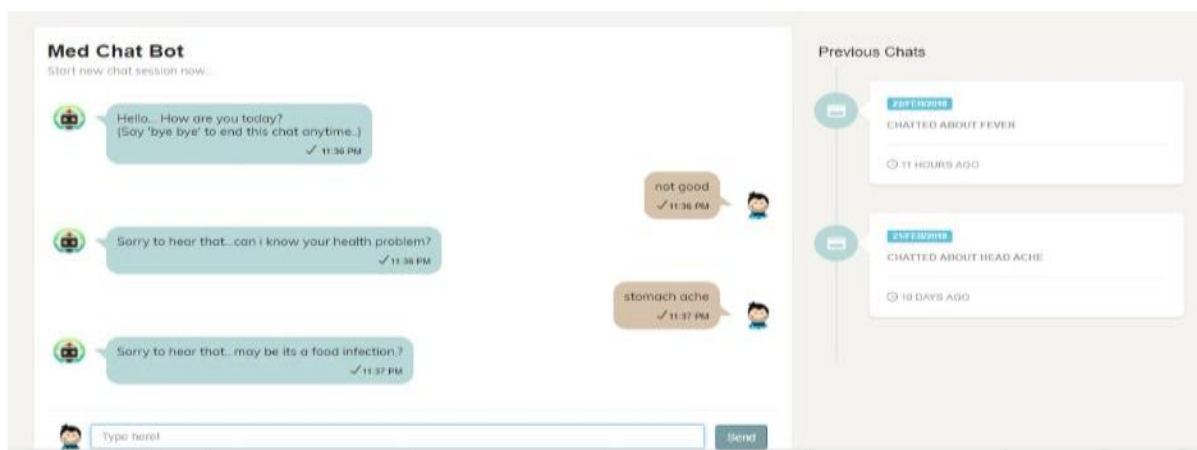 Med Chat Bot
Start new chat session now...
Hello... How are you today?
(Say 'bye bye' to end this chat anytime..)
✓ 11:36 PM
not good
✓ 11:36 PM
Sorry to hear that...can i know your health problem?
✓ 11:36 PM
stomach ache
✓ 11:37 PM
Sorry to hear that...may be its a food infection.?
✓ 11:37 PM
Type here!
Send
Previous Chats
CHATTED ABOUT FEVER
11 HOURS AGO
21/FEB/2018
CHATTED ABOUT HEAD ACHE
10 DAYS AGO